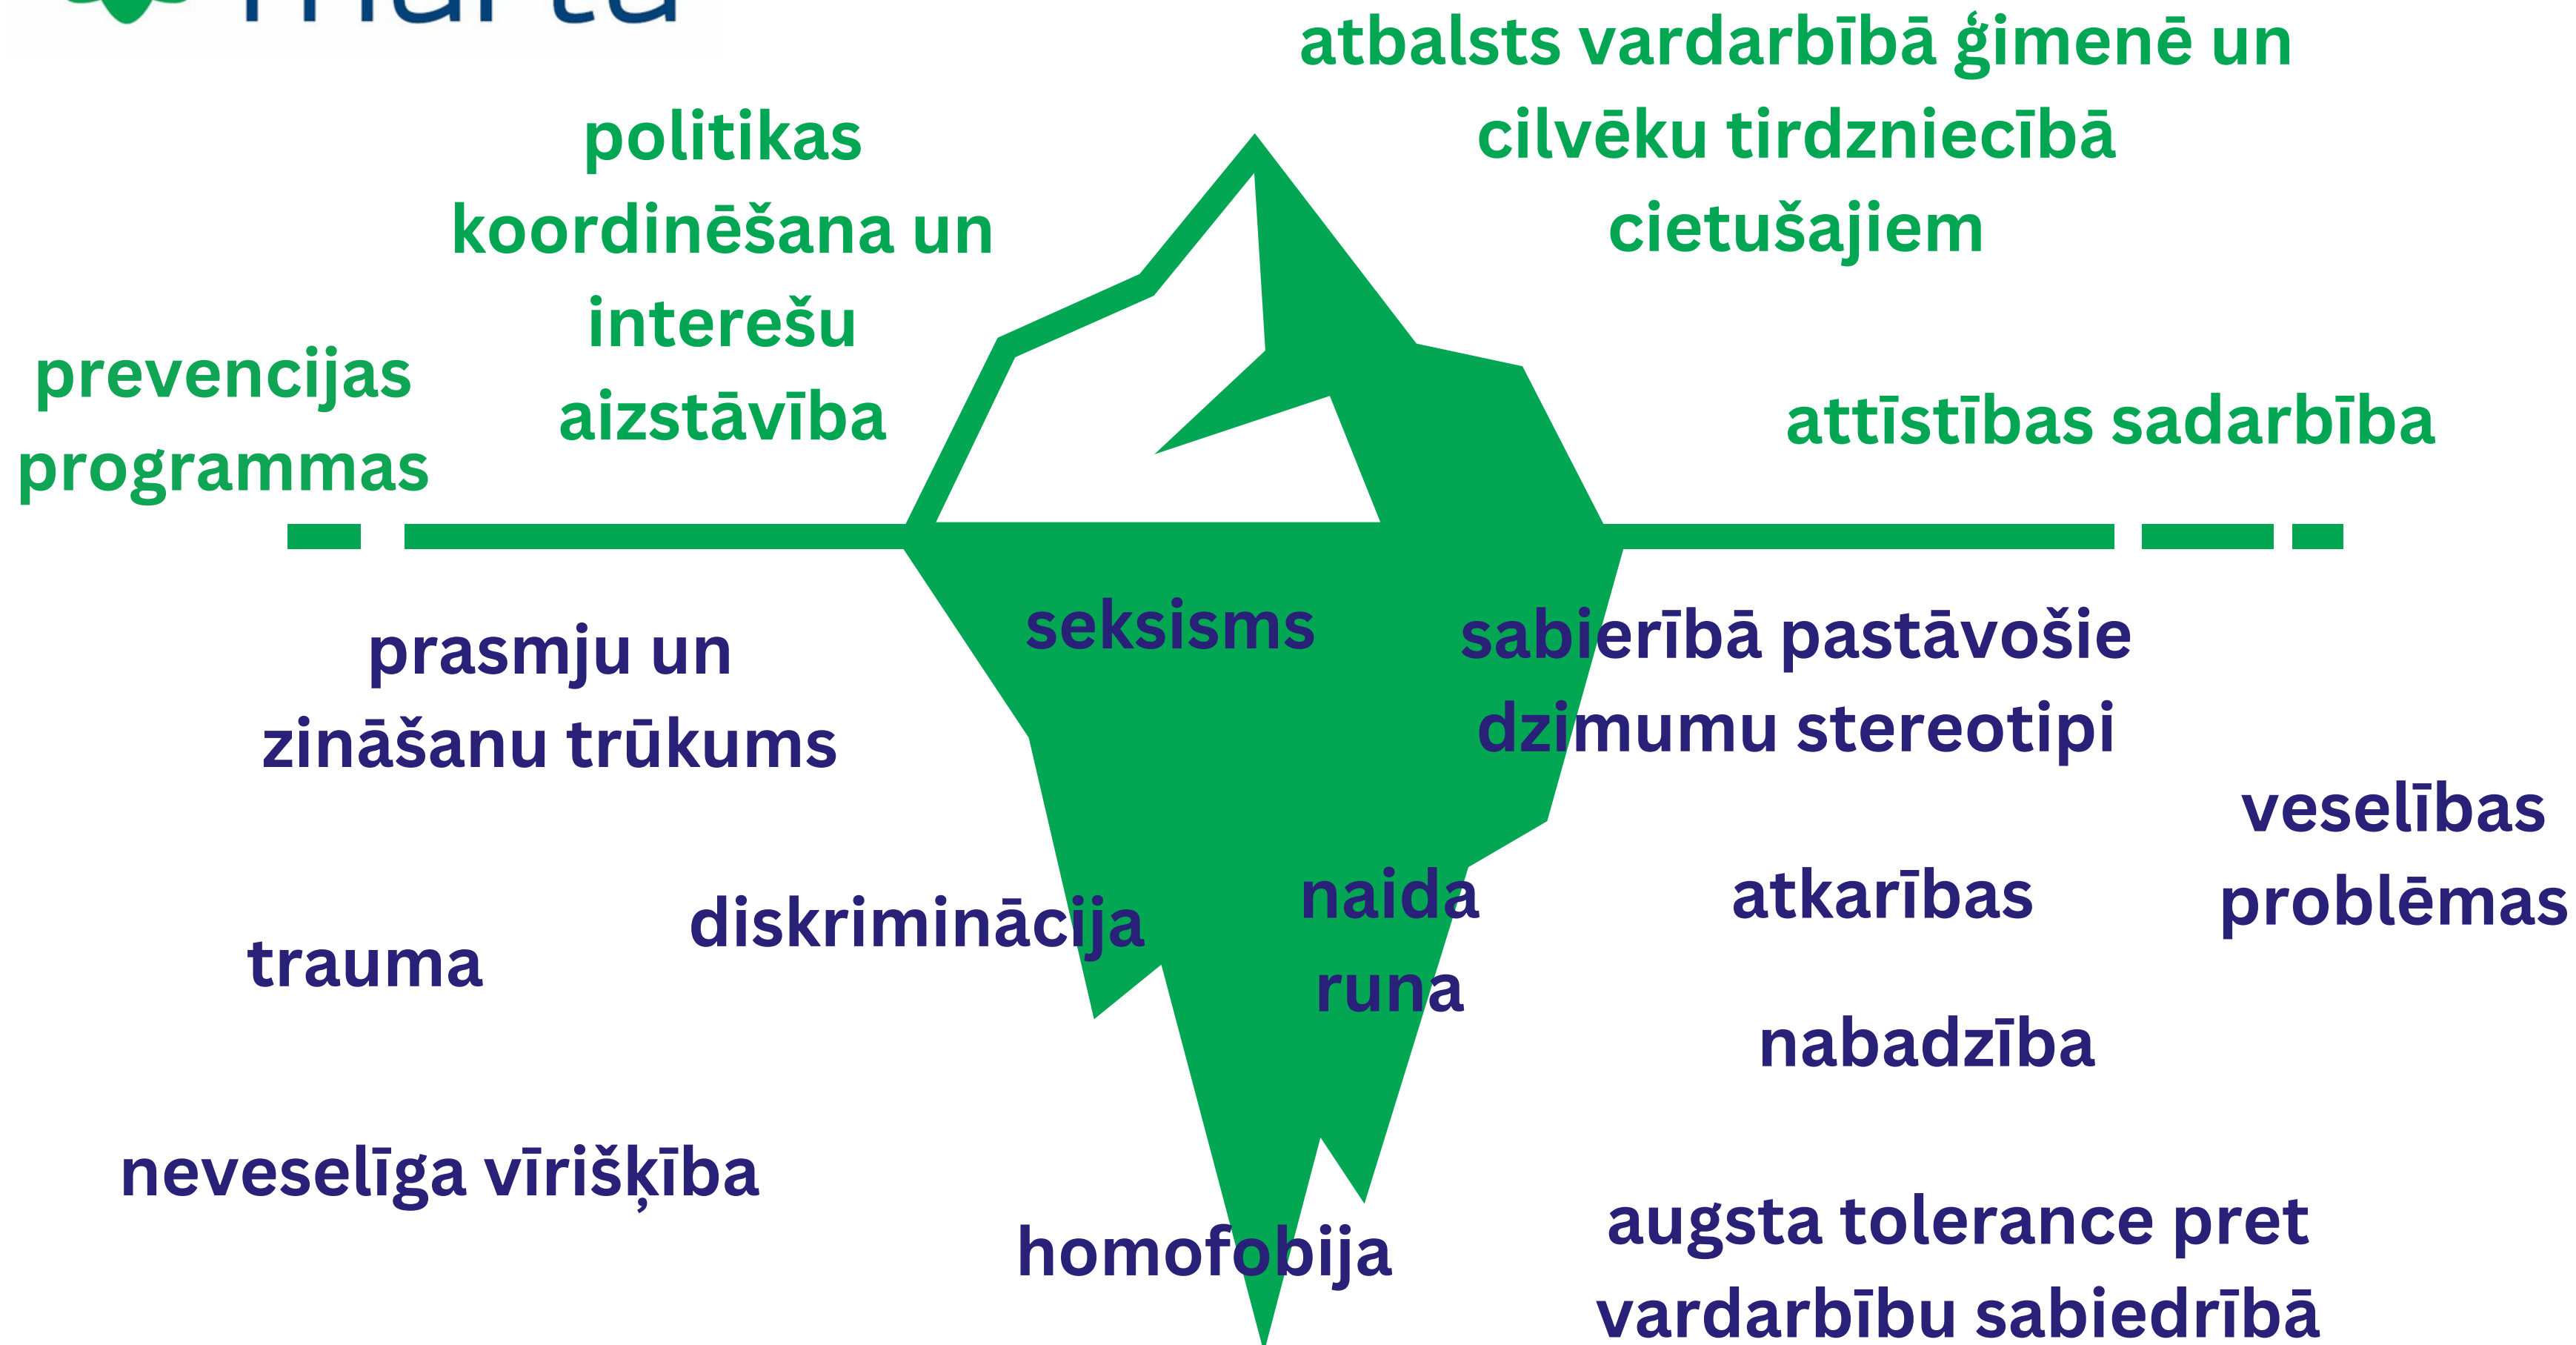 marta
atbalsts vardarbībā ģimenē un
cilvēku tirdzniecībā
cietušajiem
politikas
koordinēšana un
interešu
aizstāvība
prevencijas
programmas
attīstības sadarbība
seksisms
sabierībā pastāvošie
dzimumu stereotipi
prasmju un
zināšanu trūkums
veselības
problēmas
naida
runa
atkarības
diskriminācija
trauma
nabadzība
neveselīga vīrišķība
augsta tolerance pret
vardarbību sabiedrībā
homofobija